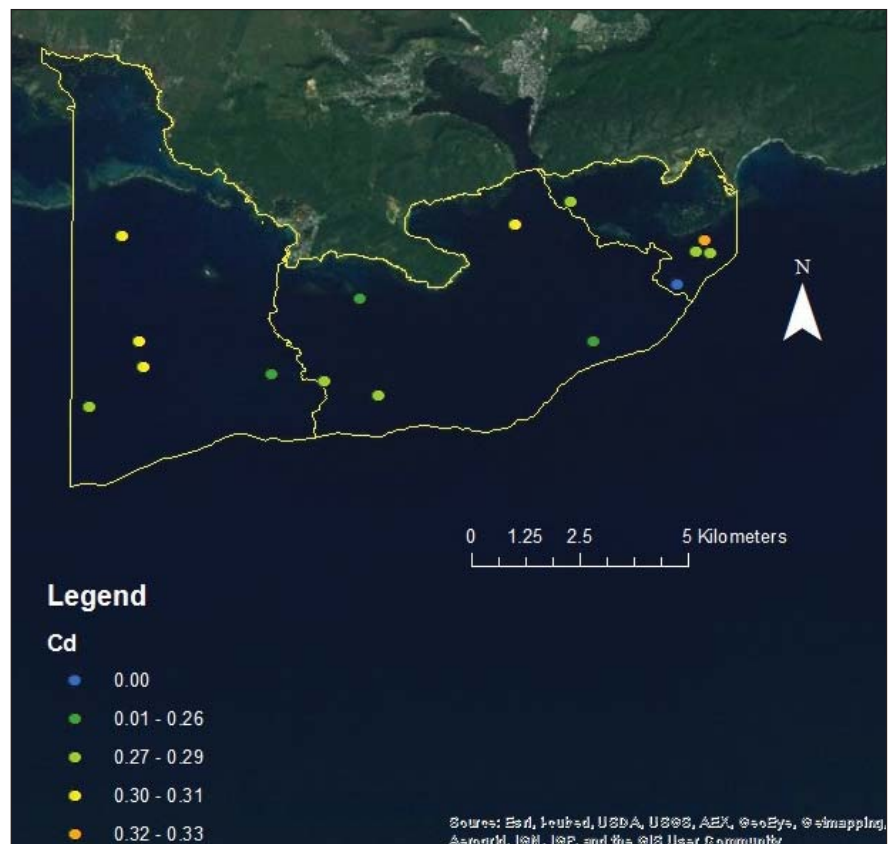 N
0 1.25 2.5 5 Kilometers
Legend
Cd
0.00
0.01 - 0.26
0.27 - 0.29
0.30 - 0.31
0.32 - 0.33
Source: Esri, USDA, USGS, AEX, GeoEye,
and the GIS User Community